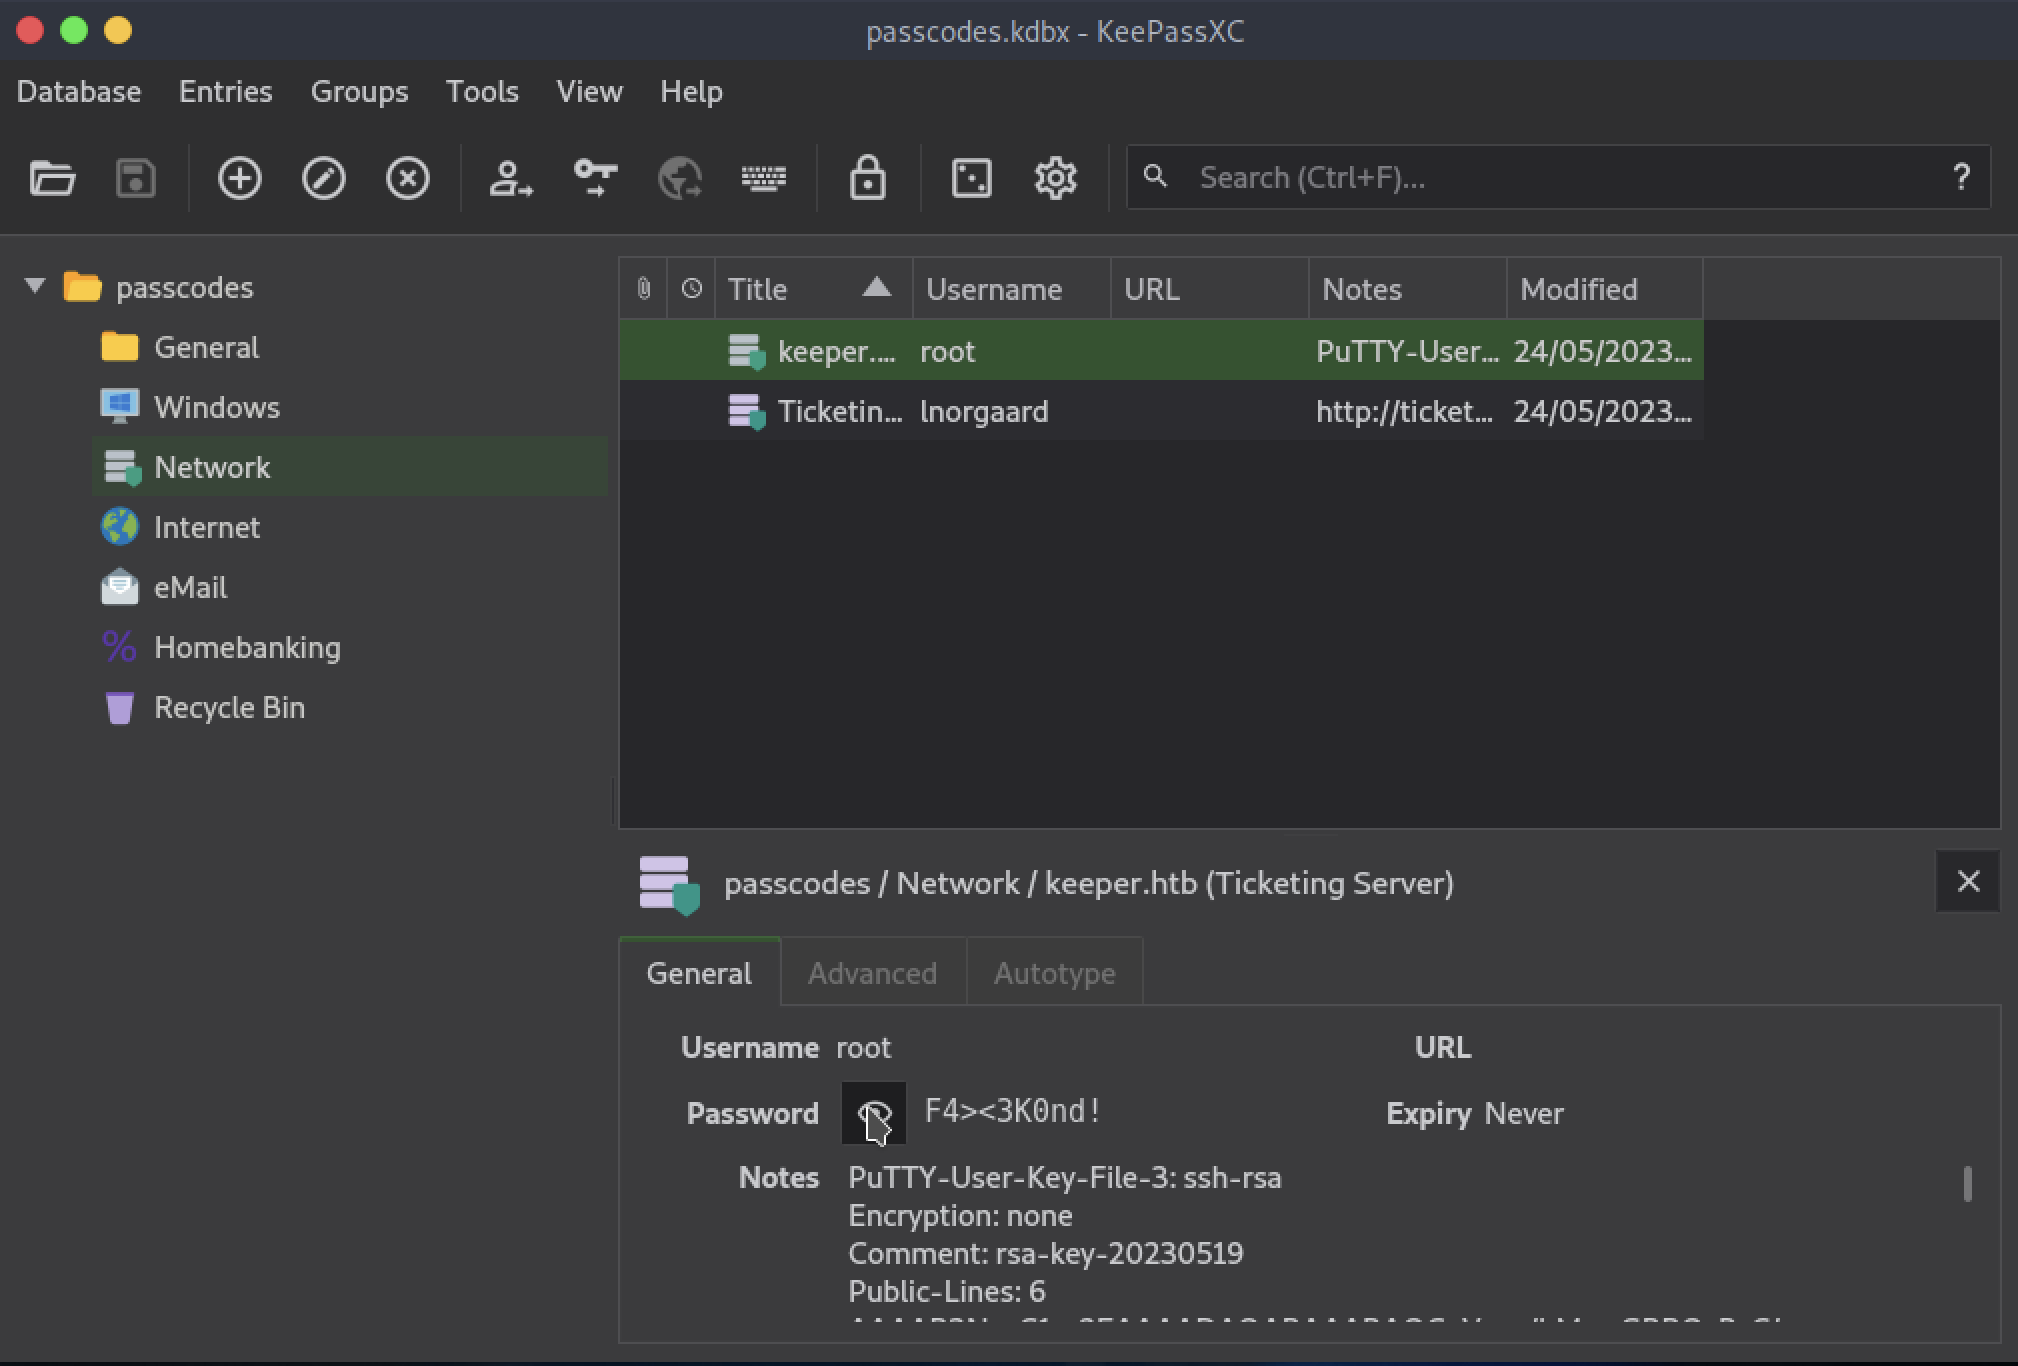 passcodes.kdbx - KeePassXC
Database Entries Groups Tools View Help
Search (Ctrl+F)... ?
passcodes
General
Windows
Network
Internet
eMail
Homebanking
Recycle Bin
Title Username URL Notes Modified
keeper.... root PuTTY-User... 24/05/2023...
Ticketin... lnorgaard http://ticket... 24/05/2023...
passcodes / Network / keeper.htb (Ticketing Server)
General Advanced Autotype
Username root URL
Password F4><3K0nd! Expiry Never
Notes PuTTY-User-Key-File-3: ssh-rsa
Encryption: none
Comment: rsa-key-20230519
Public-Lines: 6